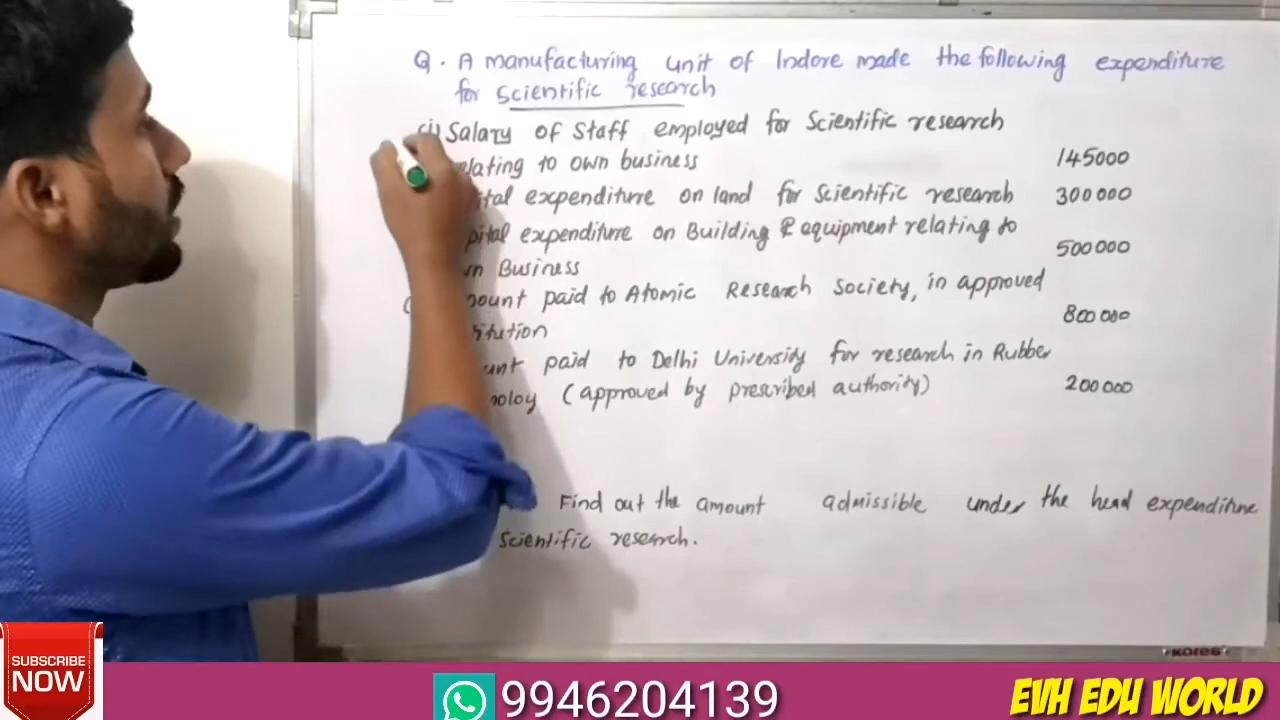 Q. A manufacturing unit of Indore made the following expenditure
for Scientific research
(i) Salary of Staff employed for Scientific research
relating to own business 145000
expenditure on land for Scientific research 300000
expenditure on Building & equipment relating to
Business 500000
paid to Atomic Research Society, in approved
800000
paid to Delhi University for research in Rubber
(approved by prescribed authority) 200000
Find out the amount admissible under the head expenditure
Scientific research.
kores
SUBSCRIBE
NOW
9946204139
EVH EDU WORLD